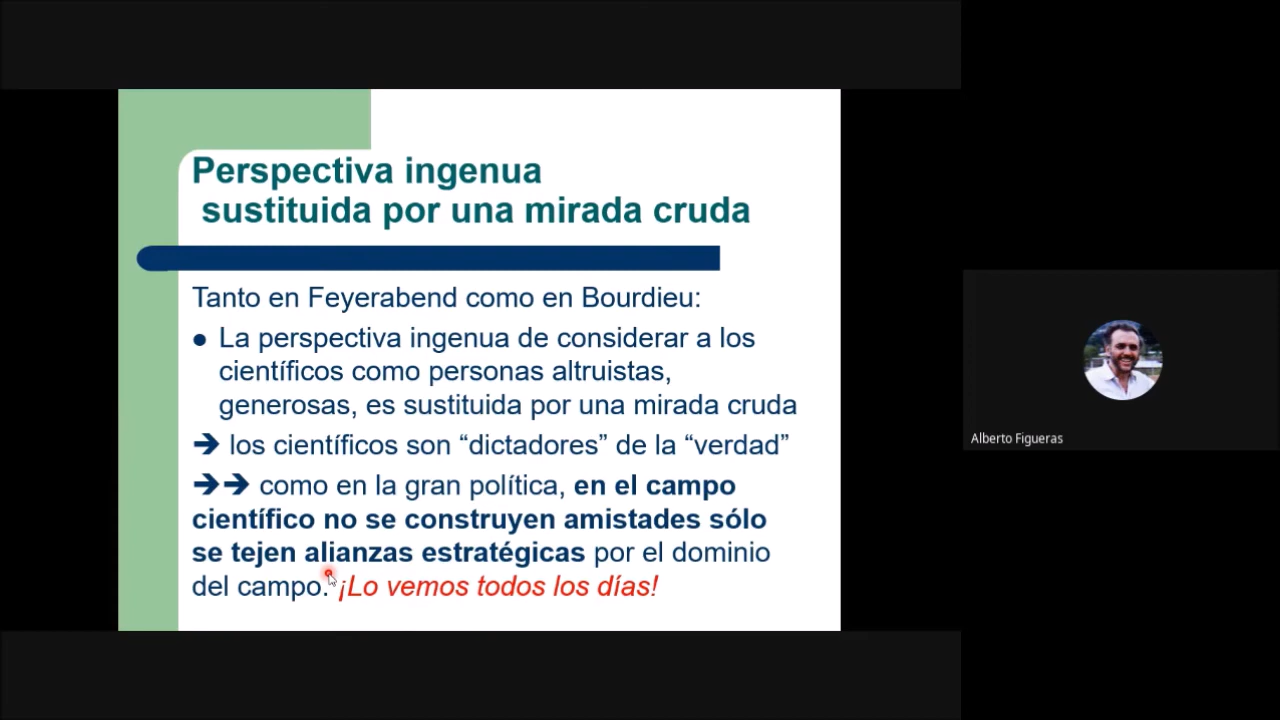 Perspectiva ingenua
sustituida por una mirada cruda
Tanto en Feyerabend como en Bourdieu:
● La perspectiva ingenua de considerar a los
científicos como personas altruistas,
generosas, es sustituida por una mirada cruda
➔ los científicos son “dictadores” de la “verdad”
➔➔ como en la gran política, en el campo
científico no se construyen amistades sólo
se tejen alianzas estratégicas por el dominio
del campo. ¡Lo vemos todos los días!
Alberto Figueras